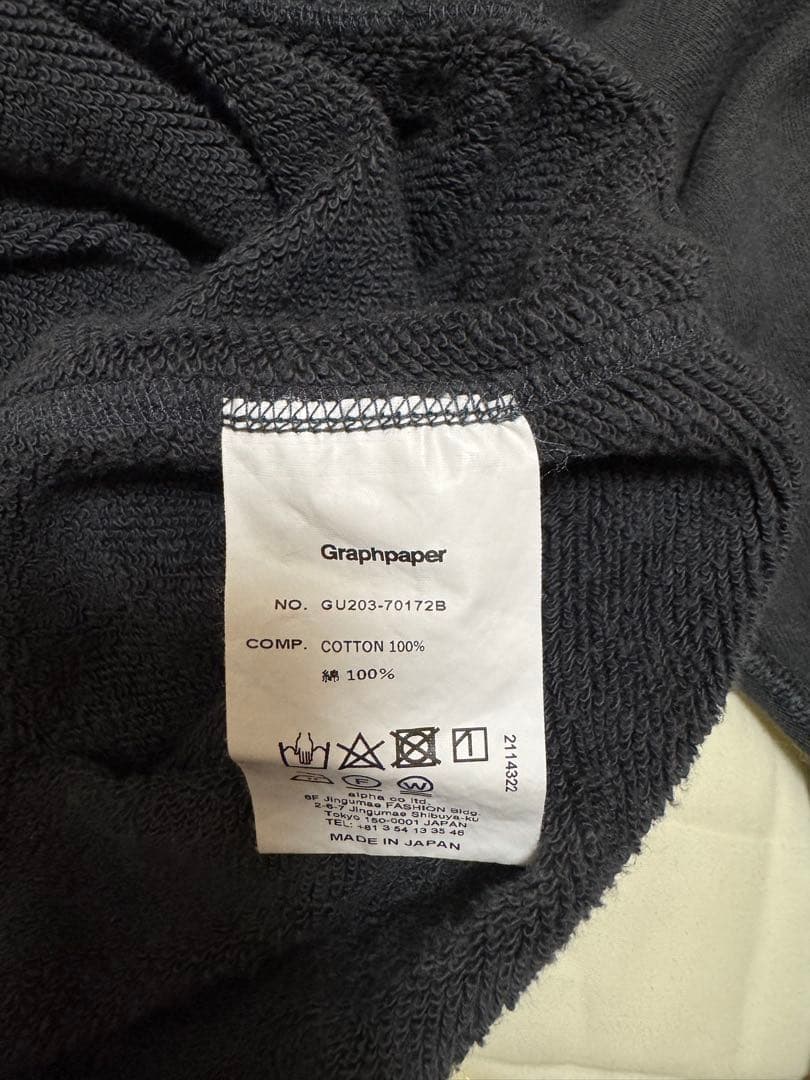 Graphpaper
NO. GU203-70172B
COMP. COTTON 100%
綿 100%
2114322
F W
alpha co ltd.
6F Jingumae FASHION Bldg.
2-6-7 Jingumae Shibuya-ku
Tokyo 150-0001 JAPAN
TEL: +81 3 54 13 35 46
MADE IN JAPAN